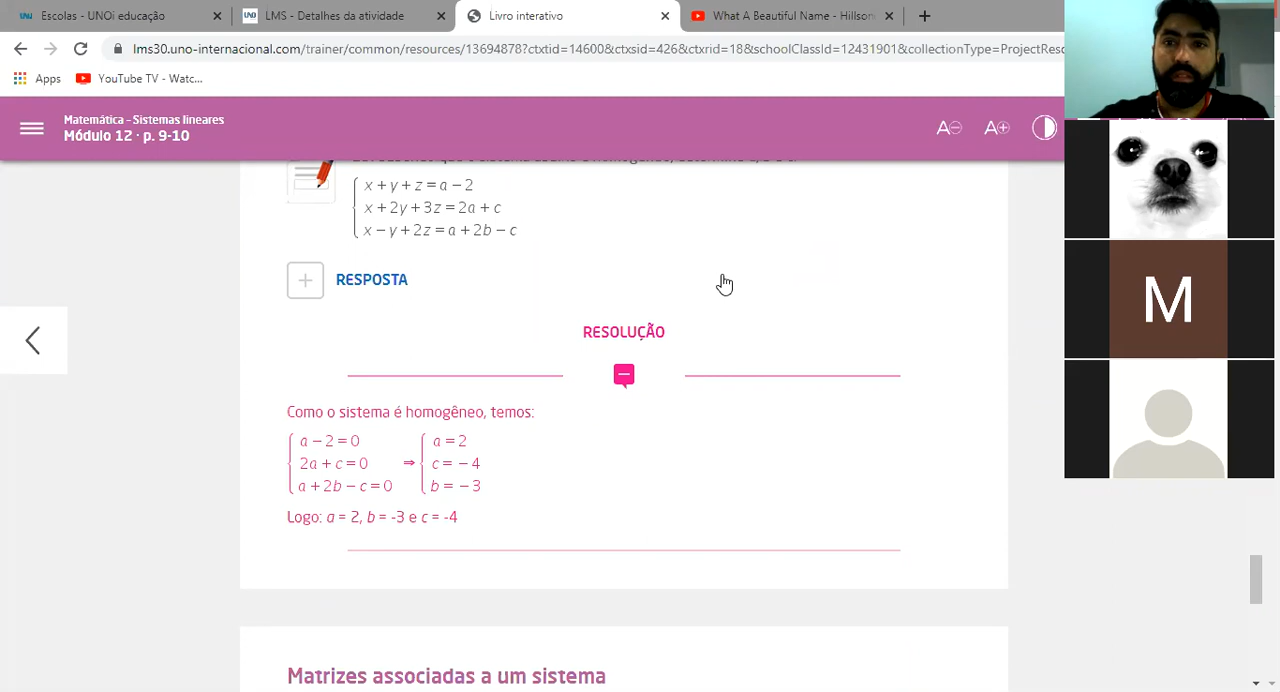 Escolas - UNOi educação
LMS - Detalhes da atividade
Livro interativo
What A Beautiful Name - Hillson
lms30.uno-internacional.com/trainer/common/resources/13694878?ctxtid=14600&ctxsid=426&ctxrid=18&schoolClassId=12431901&collectionType=ProjectReso
Apps
YouTube TV - Watc...
Matemática – Sistemas lineares
Módulo 12 · p. 9-10
A A
x + y + z = a − 2
x + 2y + 3z = 2a + c
x − y + 2z = a + 2b − c
RESPOSTA
RESOLUÇÃO
Como o sistema é homogêneo, temos:
a − 2 = 0 a = 2
2a + c = 0 ⇒ c = − 4
a + 2b − c = 0 b = − 3
Logo: a = 2, b = -3 e c = -4
Matrizes associadas a um sistema
M